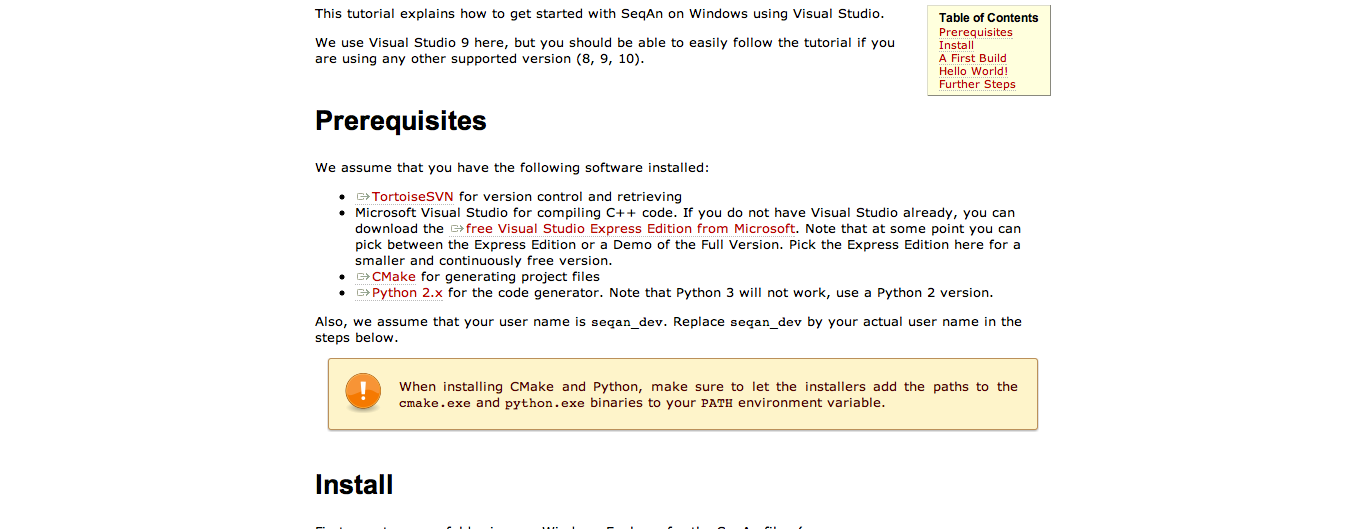 This tutorial explains how to get started with SeqAn on Windows using Visual Studio.
We use Visual Studio 9 here, but you should be able to easily follow the tutorial if you
are using any other supported version (8, 9, 10).
Table of Contents
Prerequisites
Install
A First Build
Hello World!
Further Steps
Prerequisites
We assume that you have the following software installed:
TortoiseSVN for version control and retrieving
Microsoft Visual Studio for compiling C++ code. If you do not have Visual Studio already, you can
download the free Visual Studio Express Edition from Microsoft. Note that at some point you can
pick between the Express Edition or a Demo of the Full Version. Pick the Express Edition here for a
smaller and continuously free version.
CMake for generating project files
Python 2.x for the code generator. Note that Python 3 will not work, use a Python 2 version.
Also, we assume that your user name is seqan_dev. Replace seqan_dev by your actual user name in the
steps below.
When installing CMake and Python, make sure to let the installers add the paths to the
cmake.exe and python.exe binaries to your PATH environment variable.
Install